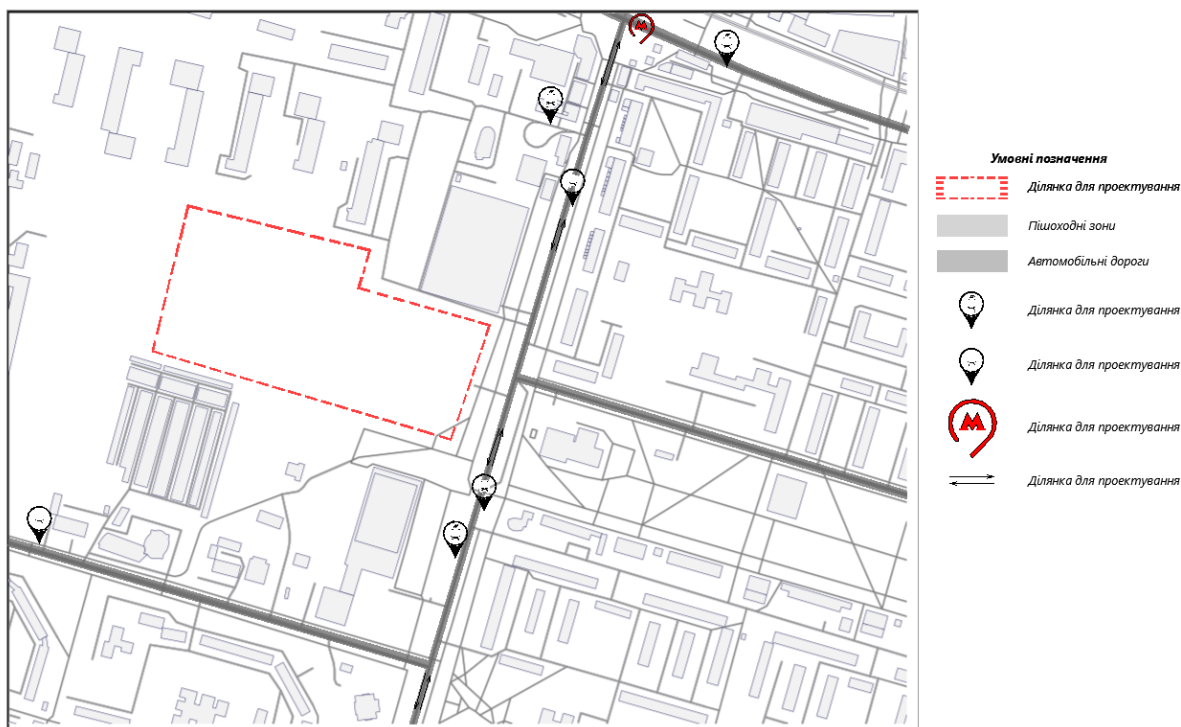 Умовні позначення
Ділянка для проектування
Пішоходні зони
Автомобільні дороги
Ділянка для проектування
Ділянка для проектування
М
Ділянка для проектування
Ділянка для проектування